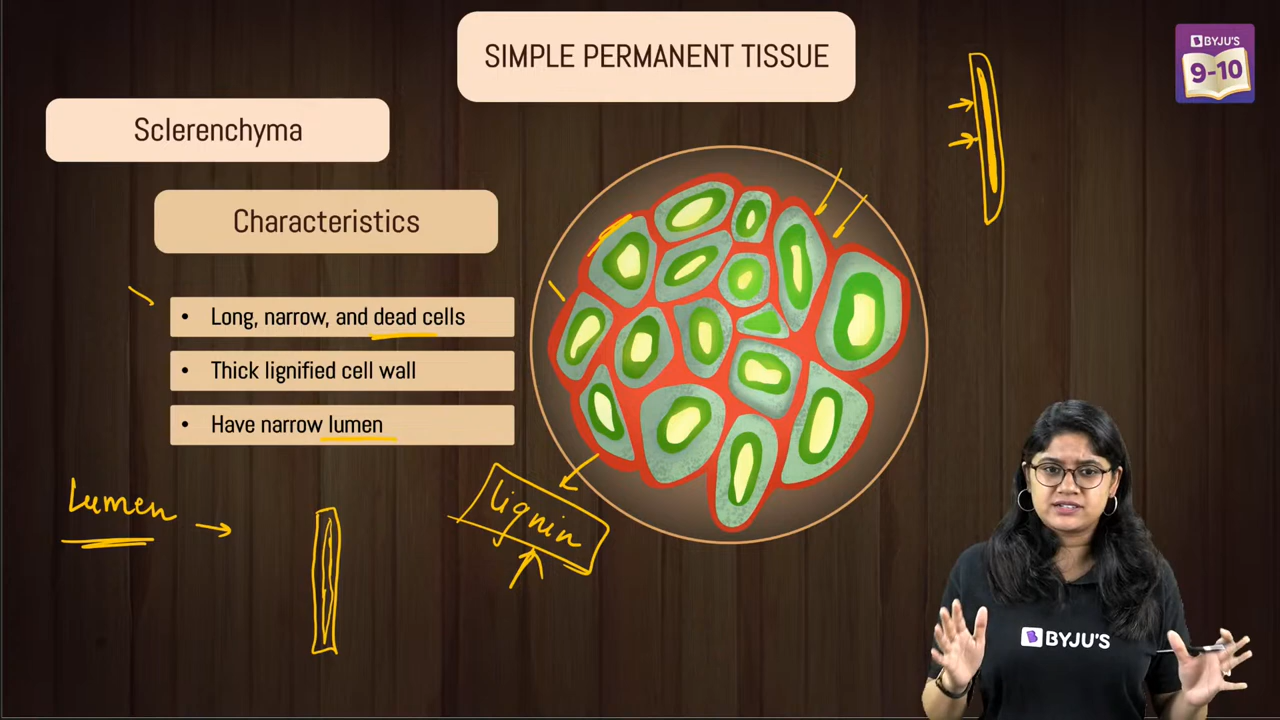 SIMPLE PERMANENT TISSUE
BYJU'S
9-10
Sclerenchyma
Characteristics
• Long, narrow, and dead cells
• Thick lignified cell wall
• Have narrow lumen
Lumen
lignin
BYJU'S